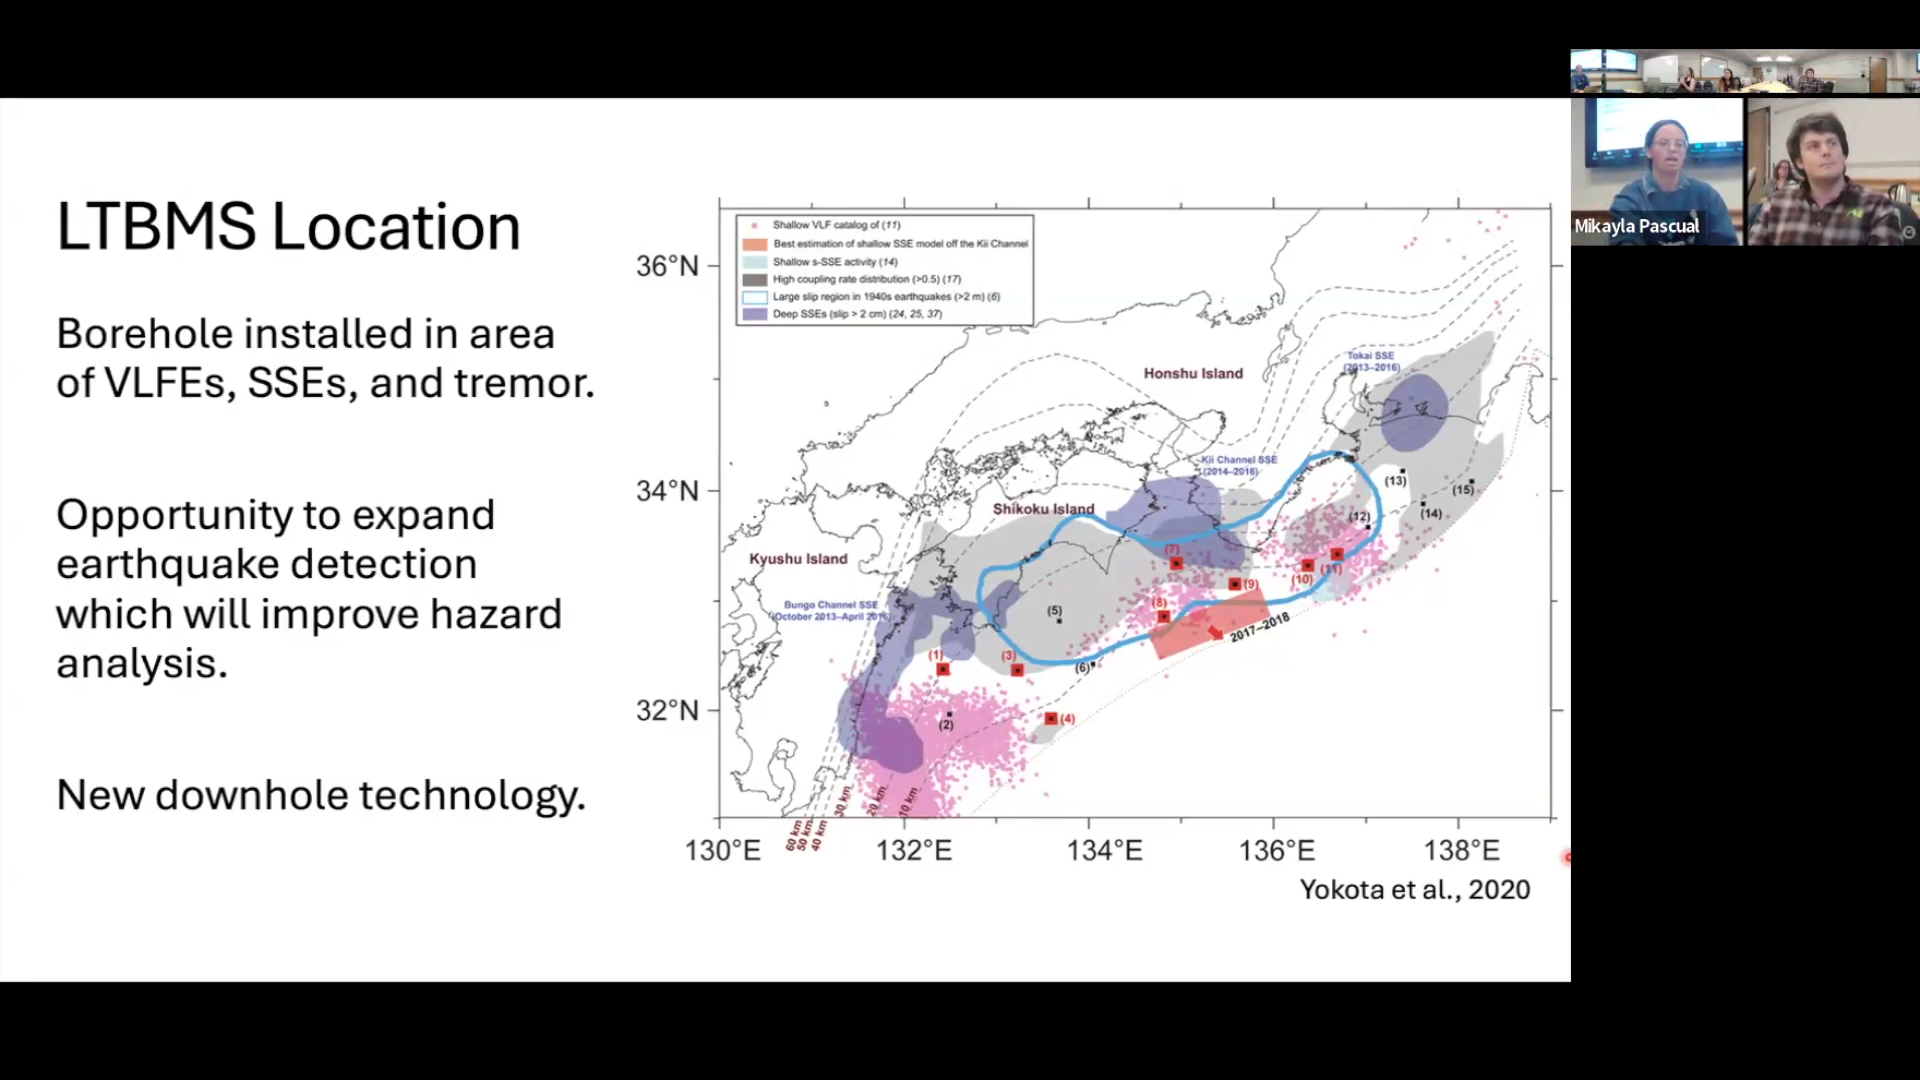 LTBMS Location
Borehole installed in area
of VLFEs, SSEs, and tremor.
Opportunity to expand
earthquake detection
which will improve hazard
analysis.
New downhole technology.
Shallow VLF catalog of (11)
Best estimation of shallow SSE model off the Kii Channel
Shallow s-SSE activity (14)
High coupling rate distribution (>0.5) (17)
Large slip region in 1940s earthquakes (>2 m) (6)
Deep SSEs (slip > 2 cm) (24, 25, 37)
36°N
34°N
32°N
Honshu Island
Tokai SSE
(2013–2016)
Kii Channel SSE
(2014–2016)
Shikoku Island
Kyushu Island
Bungo Channel SSE
(October 2013–April 2016)
(13)
(15)
(14)
(12)
(7)
(11)
(10)
(9)
(8)
(5)
2017–2018
(1)
(3)
(6)
(2)
(4)
60 km
50 km
40 km
30 km
20 km
10 km
130°E
132°E
134°E
136°E
138°E
Yokota et al., 2020
Mikayla Pascual